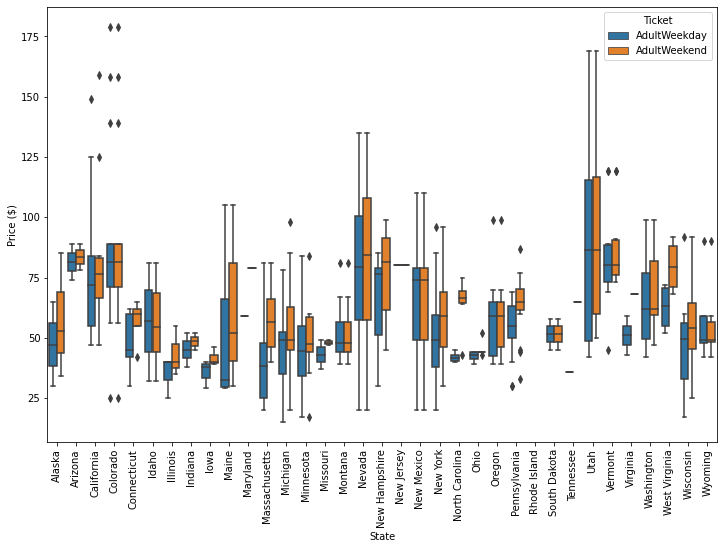 Ticket
AdultWeekday
AdultWeekend
Price ($)
175
150
125
100
75
50
25
Alaska
Arizona
California
Colorado
Connecticut
Idaho
Illinois
Indiana
Iowa
Maine
Maryland
Massachusetts
Michigan
Minnesota
Missouri
Montana
Nevada
New Hampshire
New Jersey
New Mexico
New York
North Carolina
Ohio
Oregon
Pennsylvania
Rhode Island
South Dakota
Tennessee
Utah
Vermont
Virginia
Washington
West Virginia
Wisconsin
Wyoming
State